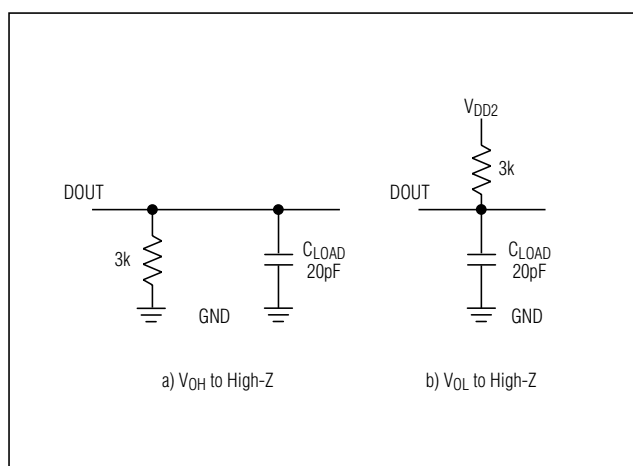 DOUT
3k
CLOAD
20pF
GND
a) VOH to High-Z
VDD2
3k
DOUT
CLOAD
20pF
GND
b) VOL to High-Z